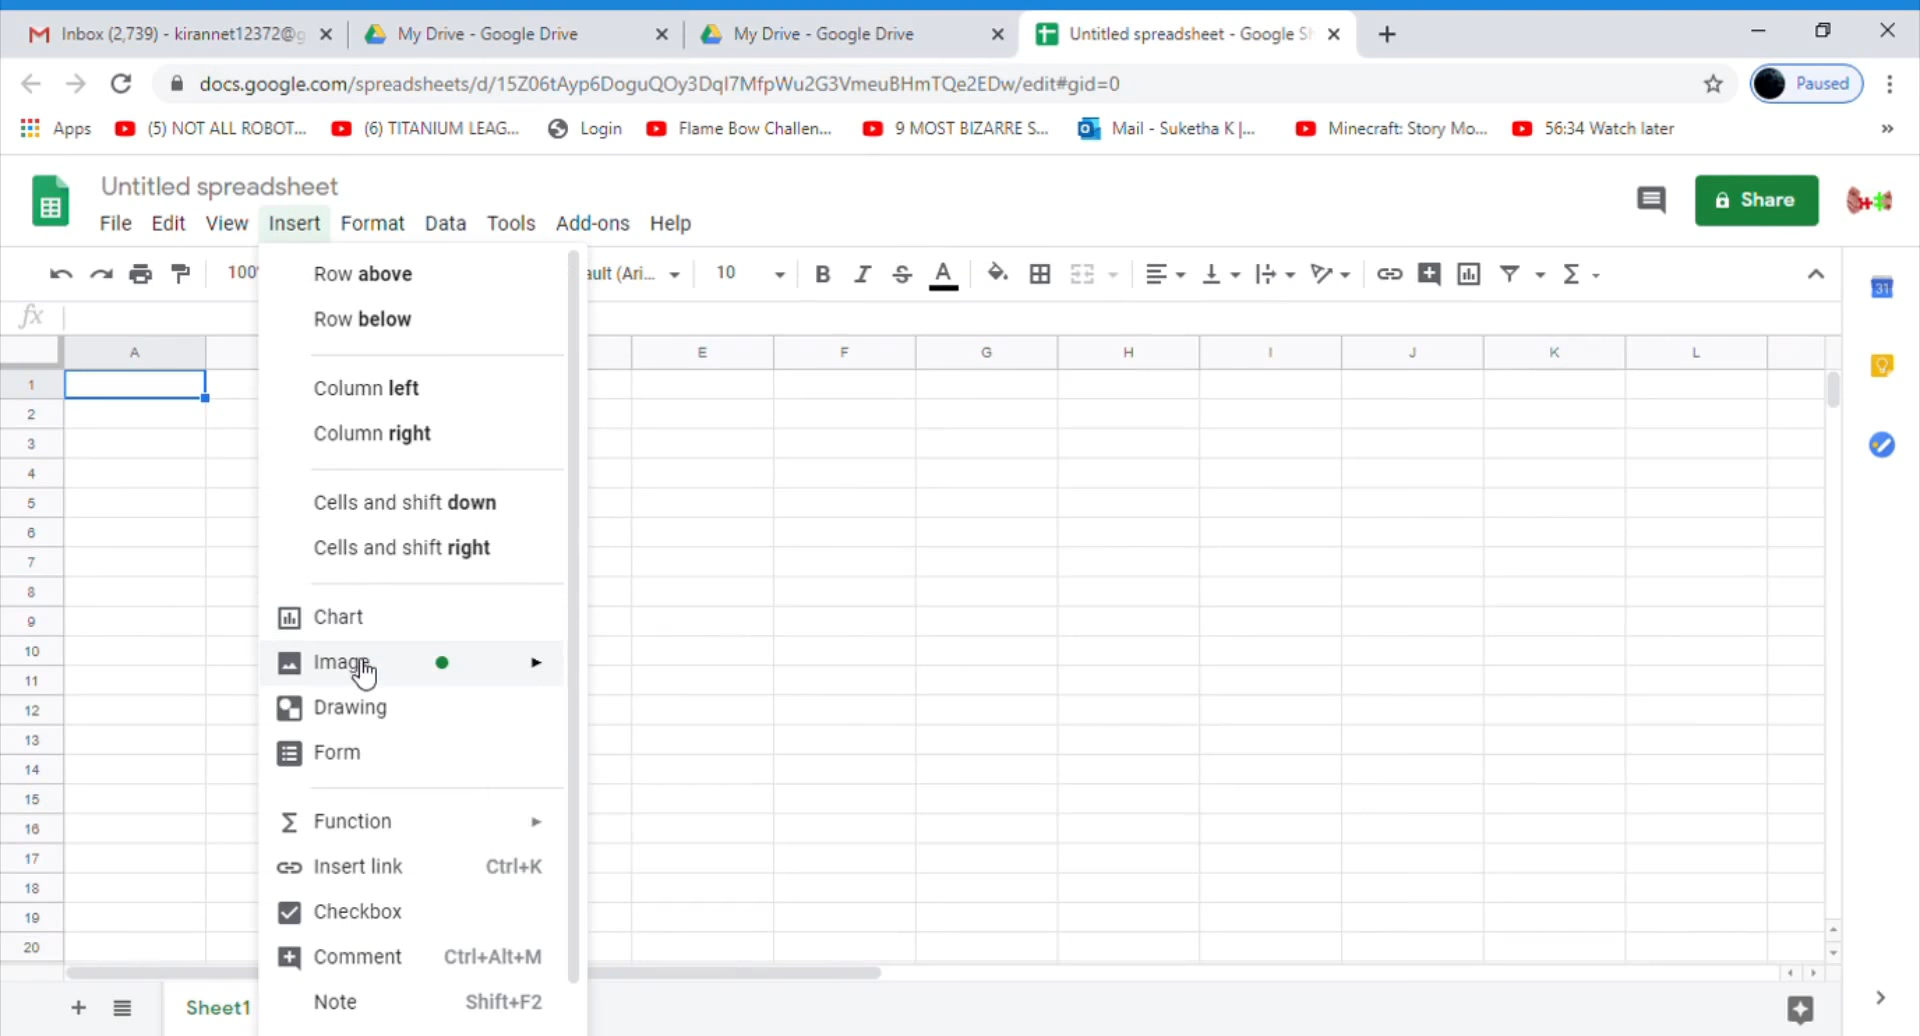 Inbox (2,739) - kirannet12372@g
My Drive - Google Drive
My Drive - Google Drive
Untitled spreadsheet - Google Sh
docs.google.com/spreadsheets/d/15Z06tAyp6DoguQOy3DqI7MfpWu2G3VmeuBHmTQe2EDw/edit#gid=0
Paused
Apps
(5) NOT ALL ROBOT...
(6) TITANIUM LEAG...
Login
Flame Bow Challen...
9 MOST BIZARRE S...
Mail - Suketha K |...
Minecraft: Story Mo...
56:34 Watch later
»
Untitled spreadsheet
File Edit View Insert Format Data Tools Add-ons Help
Share
100
ault (Ari...
10
B I S A
Σ
31
fx
A E F G H I J K L
1
2
3
4
5
6
7
8
9
10
11
12
13
14
15
16
17
18
19
20
Row above
Row below
Column left
Column right
Cells and shift down
Cells and shift right
Chart
Image
Drawing
Form
Σ Function
Insert link Ctrl+K
Checkbox
Comment Ctrl+Alt+M
Note Shift+F2
Sheet1